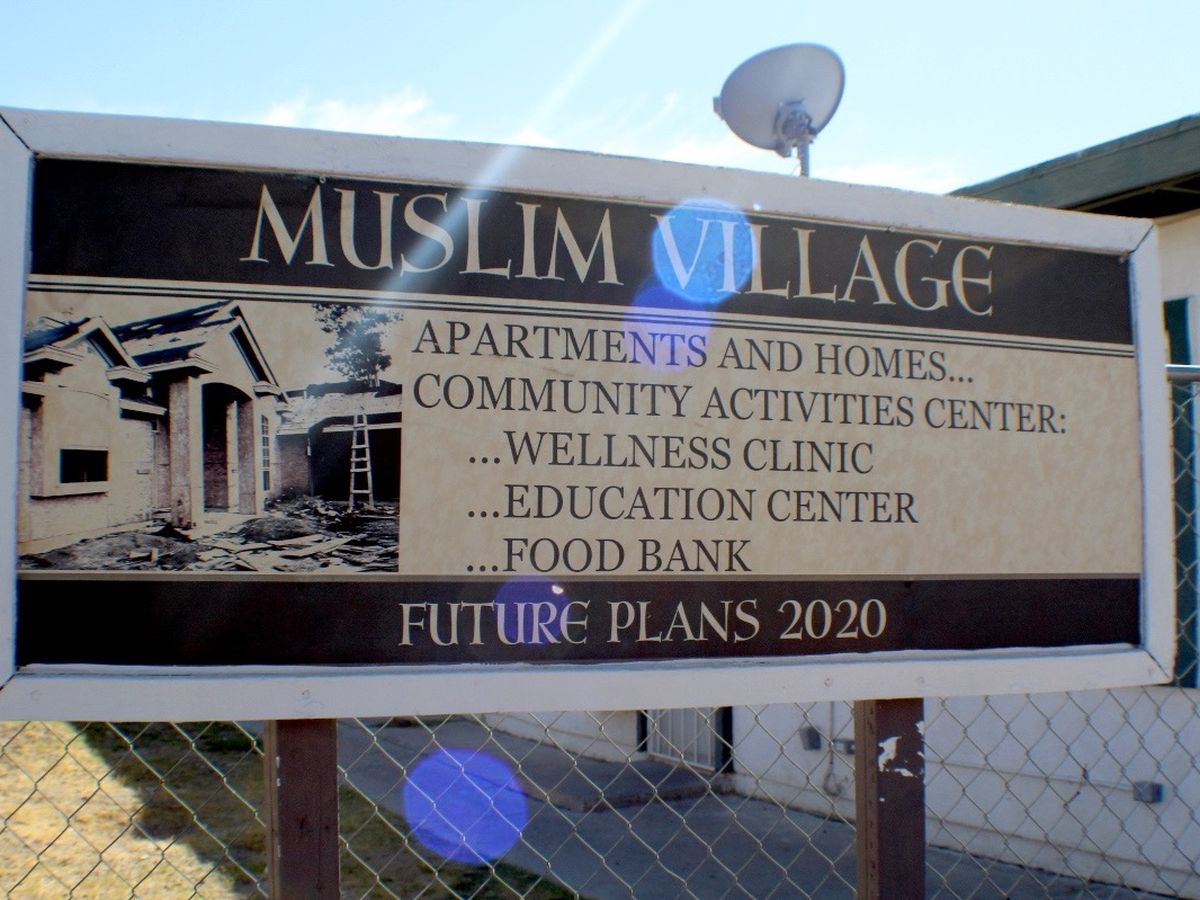 MUSLIM VILLAGE
APARTMENTS AND HOMES...
COMMUNITY ACTIVITIES CENTER:
...WELLNESS CLINIC
...EDUCATION CENTER
...FOOD BANK
FUTURE PLANS 2020